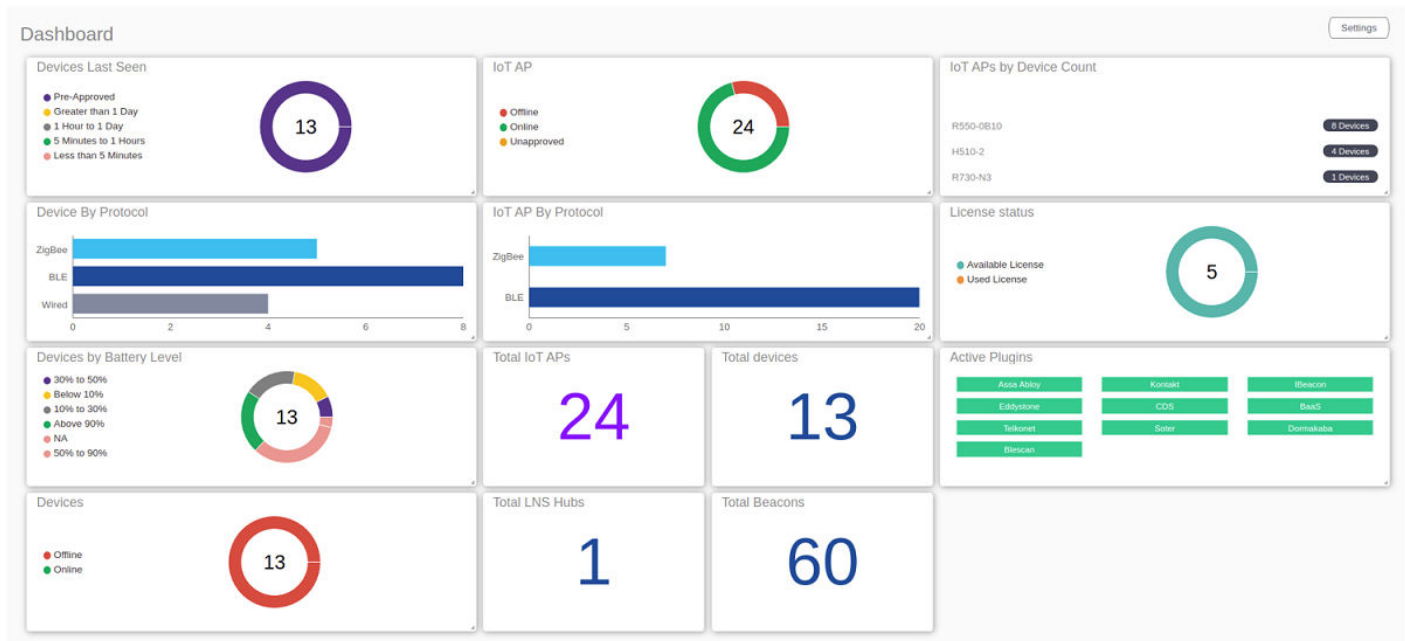 Dashboard
Settings
Devices Last Seen
Pre-Approved
Greater than 1 Day
1 Hour to 1 Day
5 Minutes to 1 Hours
Less than 5 Minutes
13
IoT AP
Offline
Online
Unapproved
24
IoT APs by Device Count
R550-0B10
8 Devices
H510-2
4 Devices
R730-N3
1 Devices
Device By Protocol
ZigBee
BLE
Wired
0 2 4 6 8
IoT AP By Protocol
ZigBee
BLE
0 5 10 15 20
License status
Available License
Used License
5
Devices by Battery Level
30% to 50%
Below 10%
10% to 30%
Above 90%
NA
50% to 90%
13
Total IoT APs
24
Total devices
13
Active Plugins
Assa Abloy Kontakt IBeacon
Eddystone CDS BaaS
Telkonet Soter Dormakaba
Blescan
Devices
Offline
Online
13
Total LNS Hubs
1
Total Beacons
60